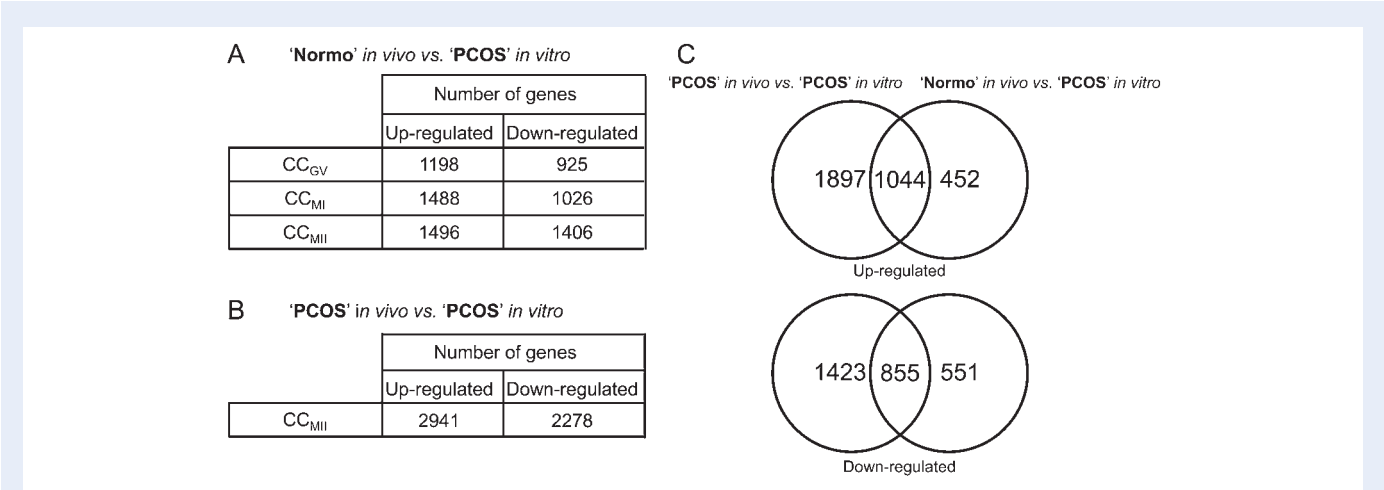 A 'Normo' in vivo vs. 'PCOS' in vitro
Number of genes
Up-regulated Down-regulated
CCGV 1198 925
CCMI 1488 1026
CCMII 1496 1406
B 'PCOS' in vivo vs. 'PCOS' in vitro
Number of genes
Up-regulated Down-regulated
CCMII 2941 2278
C
'PCOS' in vivo vs. 'PCOS' in vitro 'Normo' in vivo vs. 'PCOS' in vitro
1897 1044 452
Up-regulated
1423 855 551
Down-regulated